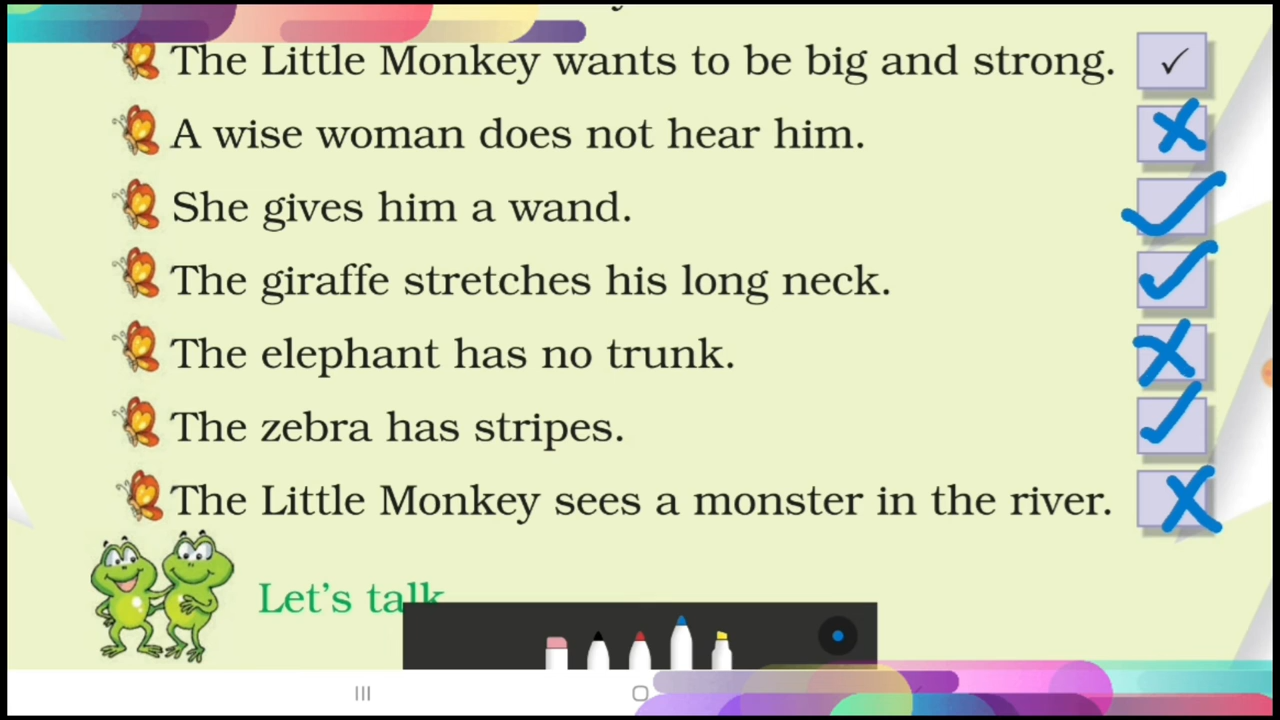 The Little Monkey wants to be big and strong. ✓
A wise woman does not hear him. ✗
She gives him a wand. ✓
The giraffe stretches his long neck. ✓
The elephant has no trunk. ✗
The zebra has stripes. ✓
The Little Monkey sees a monster in the river. ✗
Let's talk